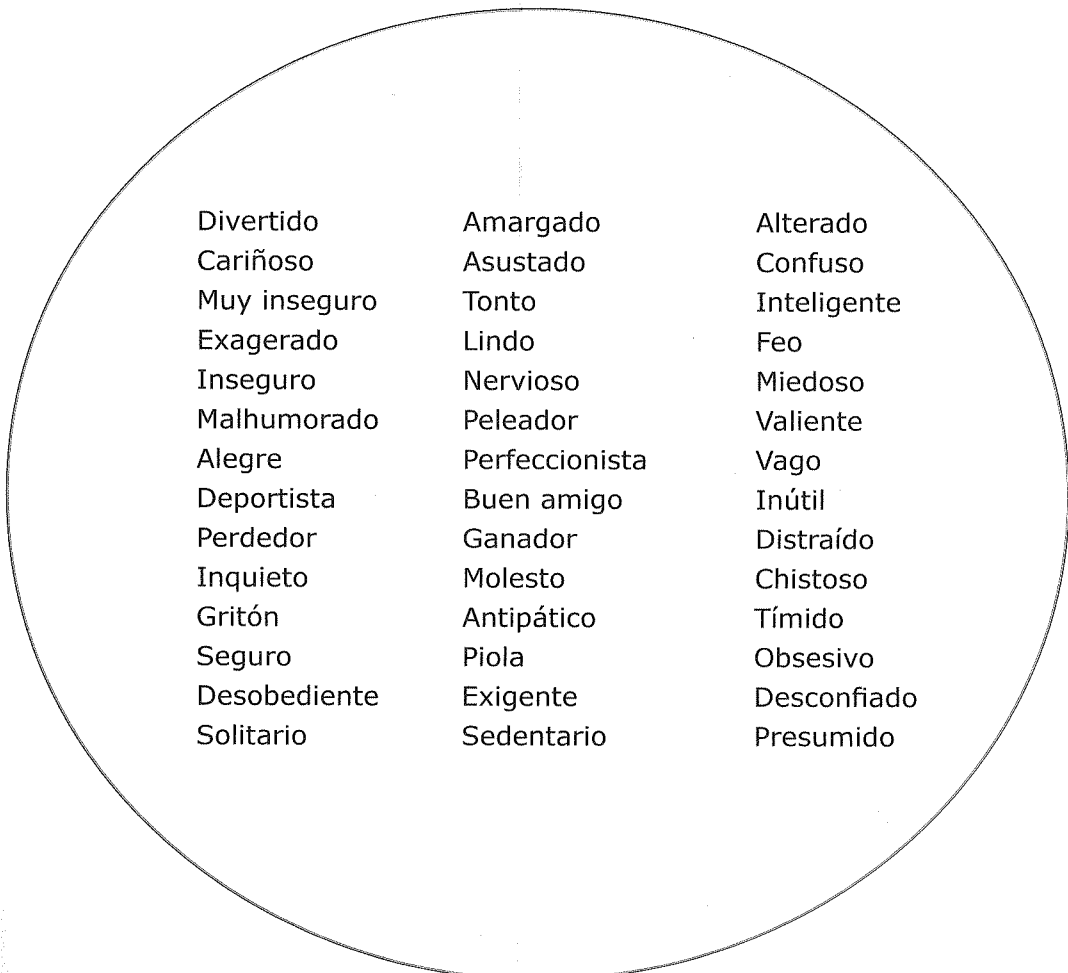 Divertido Amargado Alterado
Cariñoso Asustado Confuso
Muy inseguro Tonto Inteligente
Exagerado Lindo Feo
Inseguro Nervioso Miedoso
Malhumorado Peleador Valiente
Alegre Perfeccionista Vago
Deportista Buen amigo Inútil
Perdedor Ganador Distraído
Inquieto Molesto Chistoso
Gritón Antipático Tímido
Seguro Piola Obsesivo
Desobediente Exigente Desconfiado
Solitario Sedentario Presumido